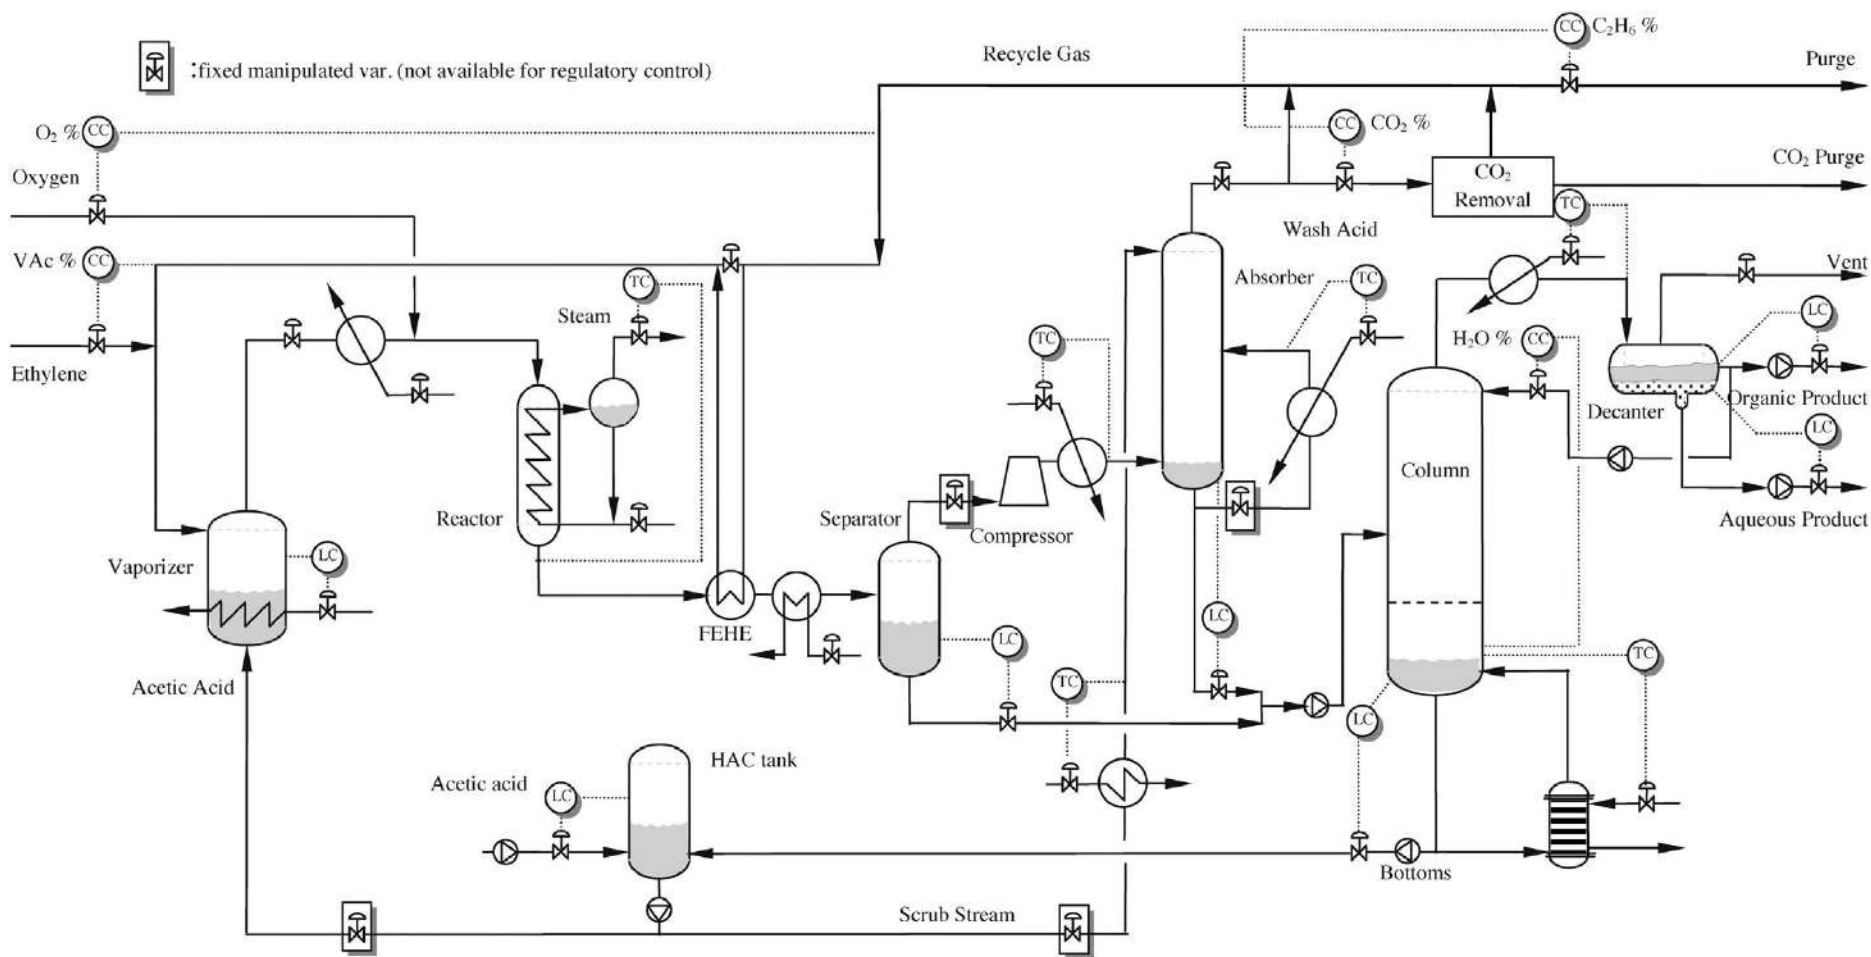 CC
C₂H₆ %
Recycle Gas
Purge
:fixed manipulated var. (not available for regulatory control)
O₂ %
CC
CC
CO₂ %
CO₂ Purge
Oxygen
CO₂
Removal
TC
Wash Acid
VAc %
CC
Vent
TC
Absorber
TC
Steam
LC
TC
H₂O %
CC
Ethylene
Decanter
Organic Product
LC
Column
Reactor
Separator
Compressor
Aqueous Product
Vaporizer
LC
LC
LC
FEHE
TC
TC
Acetic Acid
LC
HAC tank
Acetic acid
LC
Bottoms
Scrub Stream